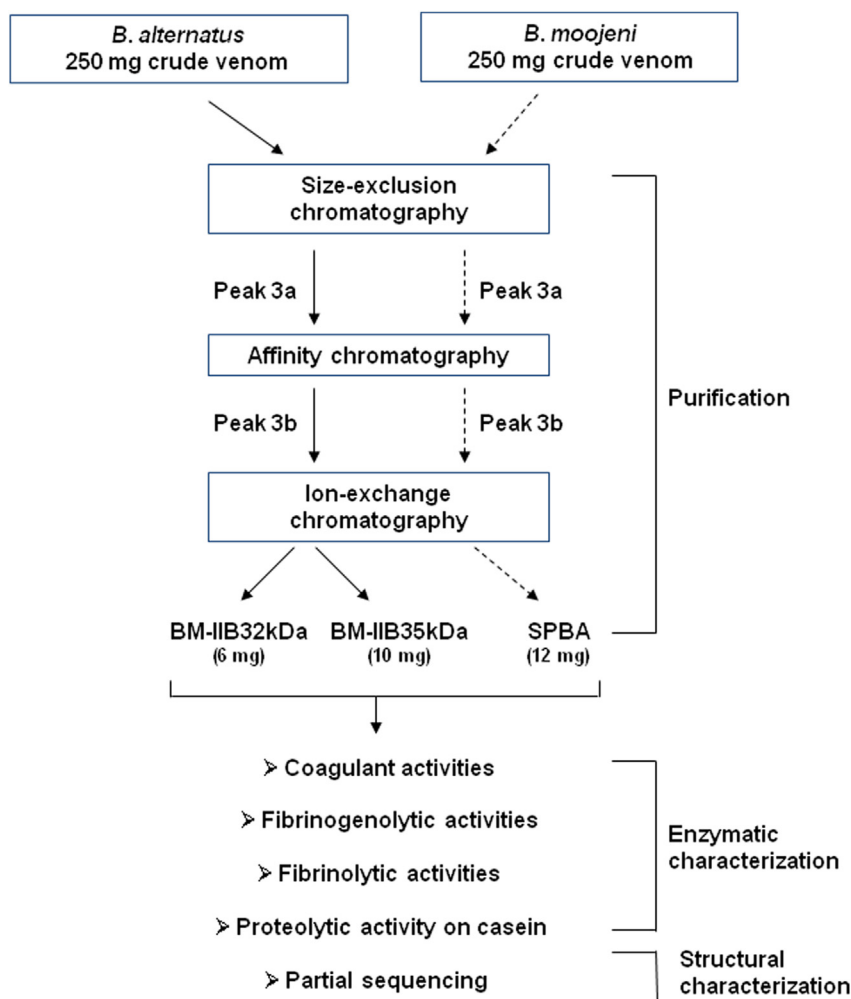 B. alternatus
250 mg crude venom
B. moojeni
250 mg crude venom
Size-exclusion
chromatography
Peak 3a
Peak 3a
Affinity chromatography
Peak 3b
Peak 3b
Purification
Ion-exchange
chromatography
BM-IIB32kDa
(6 mg)
BM-IIB35kDa
(10 mg)
SPBA
(12 mg)
➢ Coagulant activities
➢ Fibrinogenolytic activities
➢ Fibrinolytic activities
➢ Proteolytic activity on casein
Enzymatic
characterization
➢ Partial sequencing
Structural
characterization